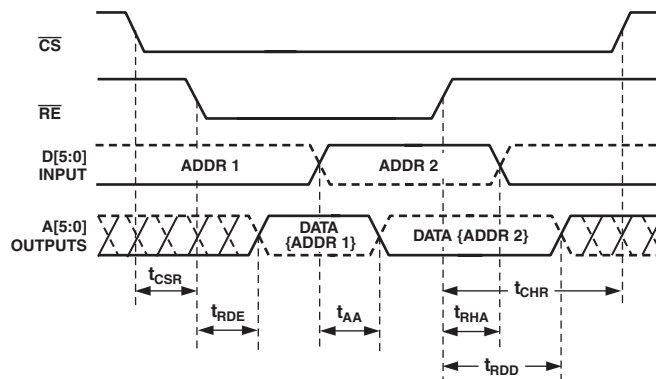 CS
RE
D[5:0]
INPUT
ADDR 1
ADDR 2
A[5:0]
OUTPUTS
DATA
{ADDR 1}
DATA {ADDR 2}
tCSR
tCHR
tRDE
tAA
tRHA
tRDD